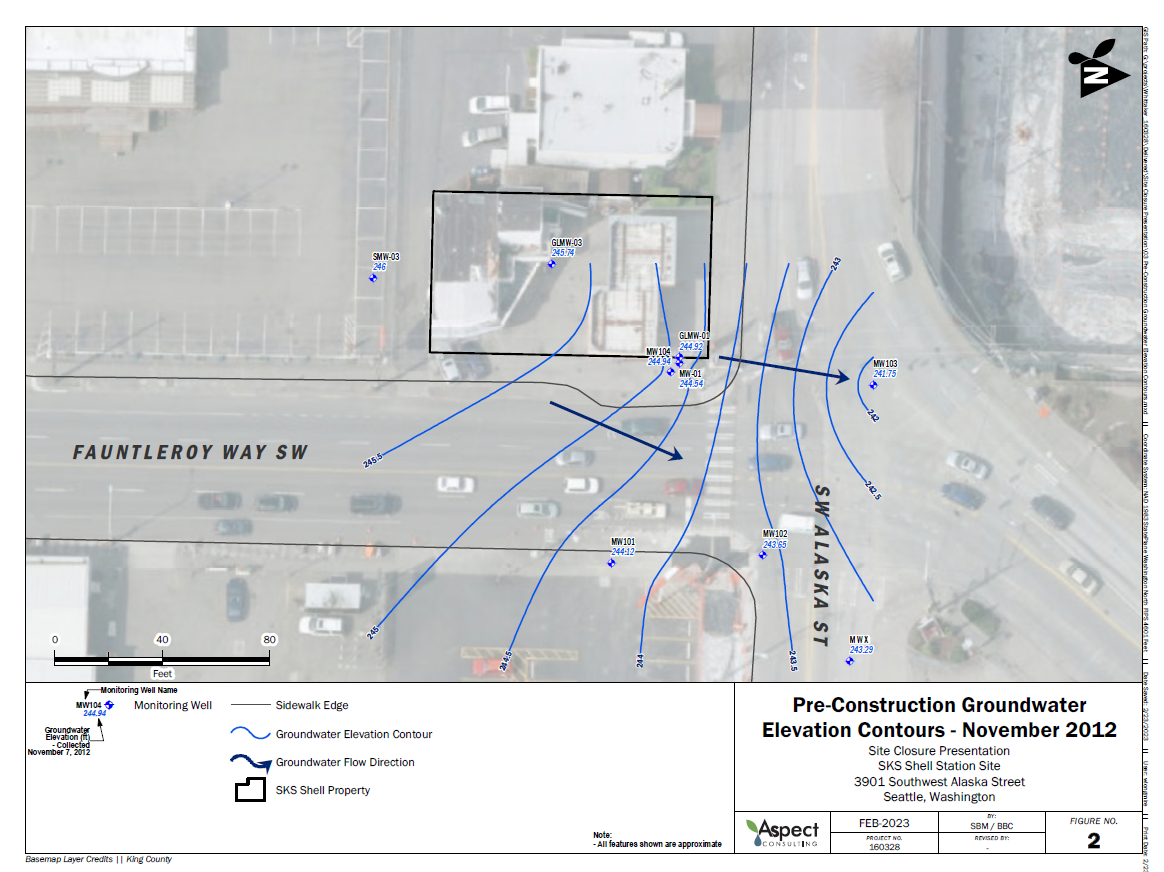 N
SMW-03
246
GLMW-03
245.74
243
GLMW-01
244.92
MW104
244.94
MW-01
244.54
MW103
241.75
242
FAUNTLEROY WAY SW
245.5
242.5
SW ALASKA ST
MW101
244.12
MW102
243.65
MWX
243.29
245
244.5
244
243.5
0 40 80
Feet
Monitoring Well Name
MW104
244.94
Monitoring Well
Groundwater
Elevation (ft)
- Collected
November 7, 2012
Sidewalk Edge
Groundwater Elevation Contour
Groundwater Flow Direction
SKS Shell Property
Note:
- All features shown are approximate
Pre-Construction Groundwater
Elevation Contours - November 2012
Site Closure Presentation
SKS Shell Station Site
3901 Southwest Alaska Street
Seattle, Washington
Aspect
CONSULTING
FEB-2023
PROJECT NO.
160328
BY:
SBM / BBC
REVISED BY:
-
FIGURE NO.
2
Basemap Layer Credits || King County